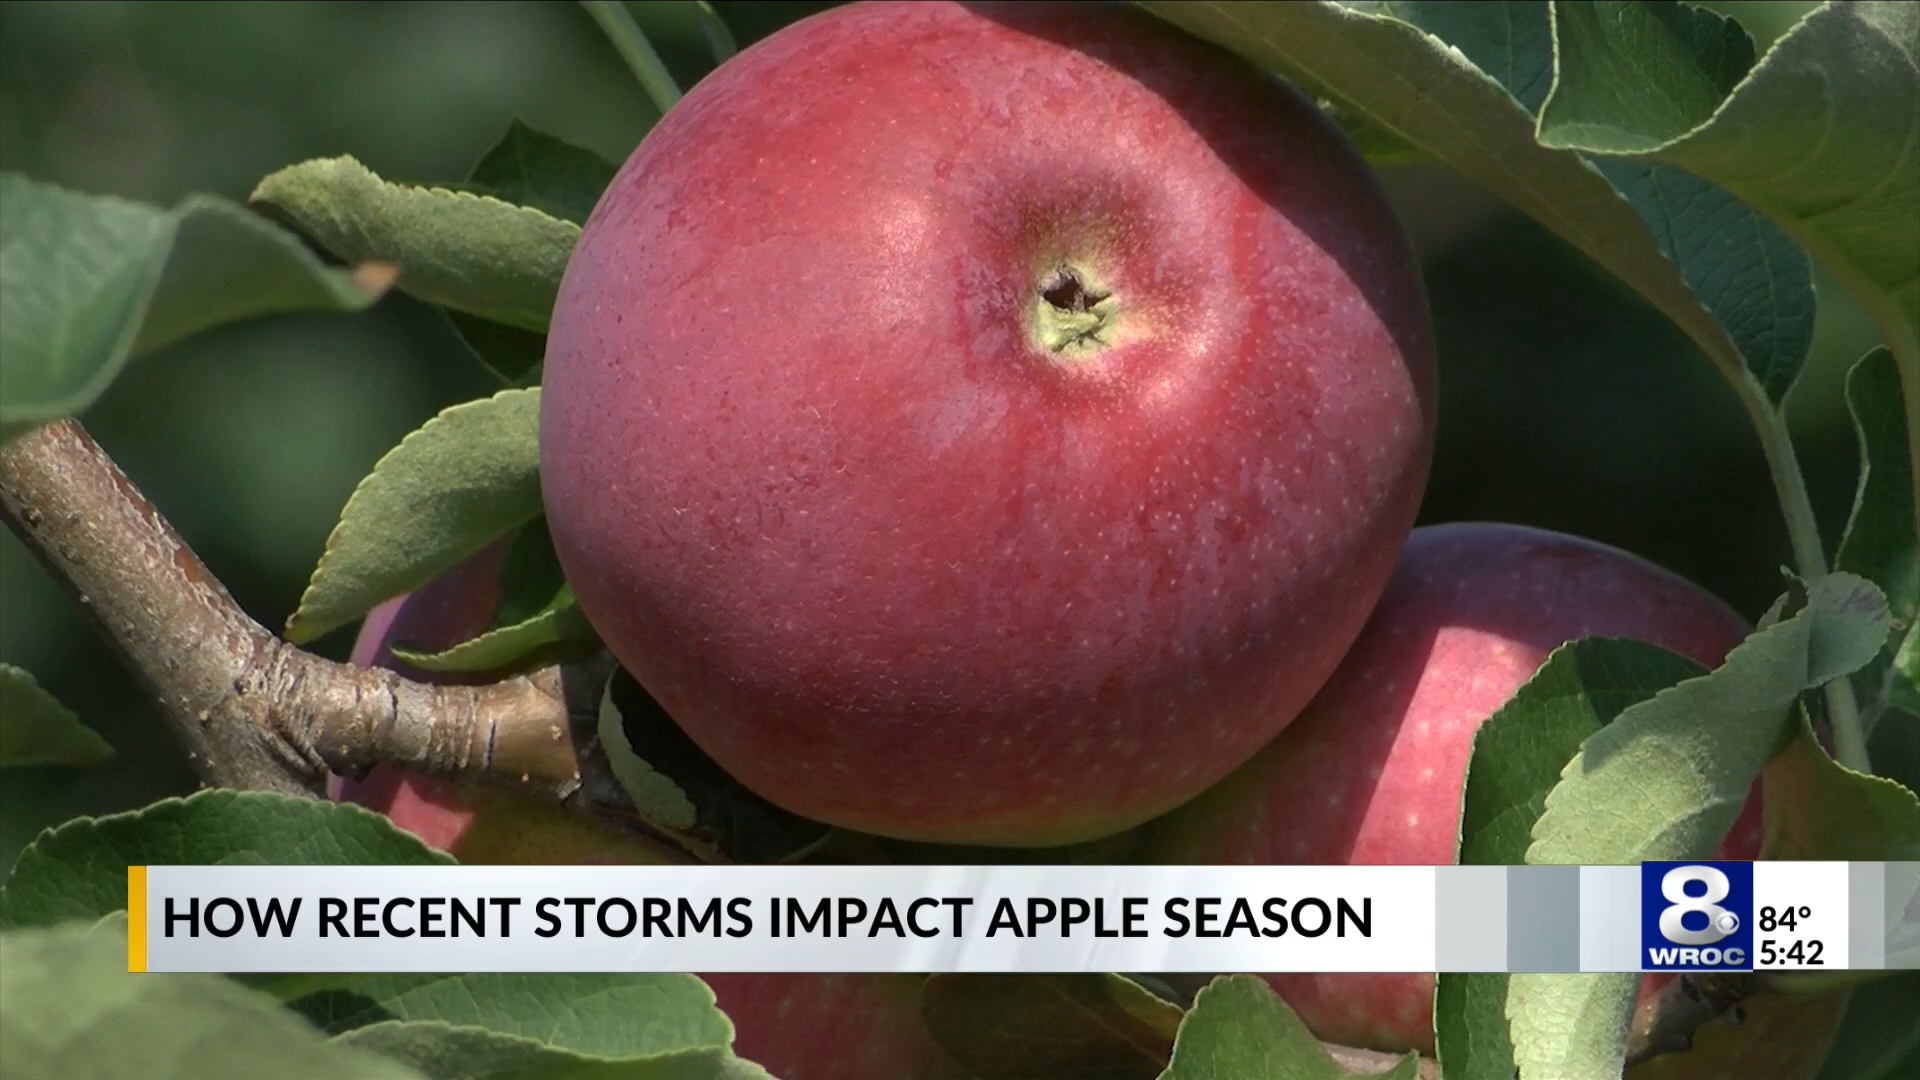 HOW RECENT STORMS IMPACT APPLE SEASON
8
WROC
84°
5:42